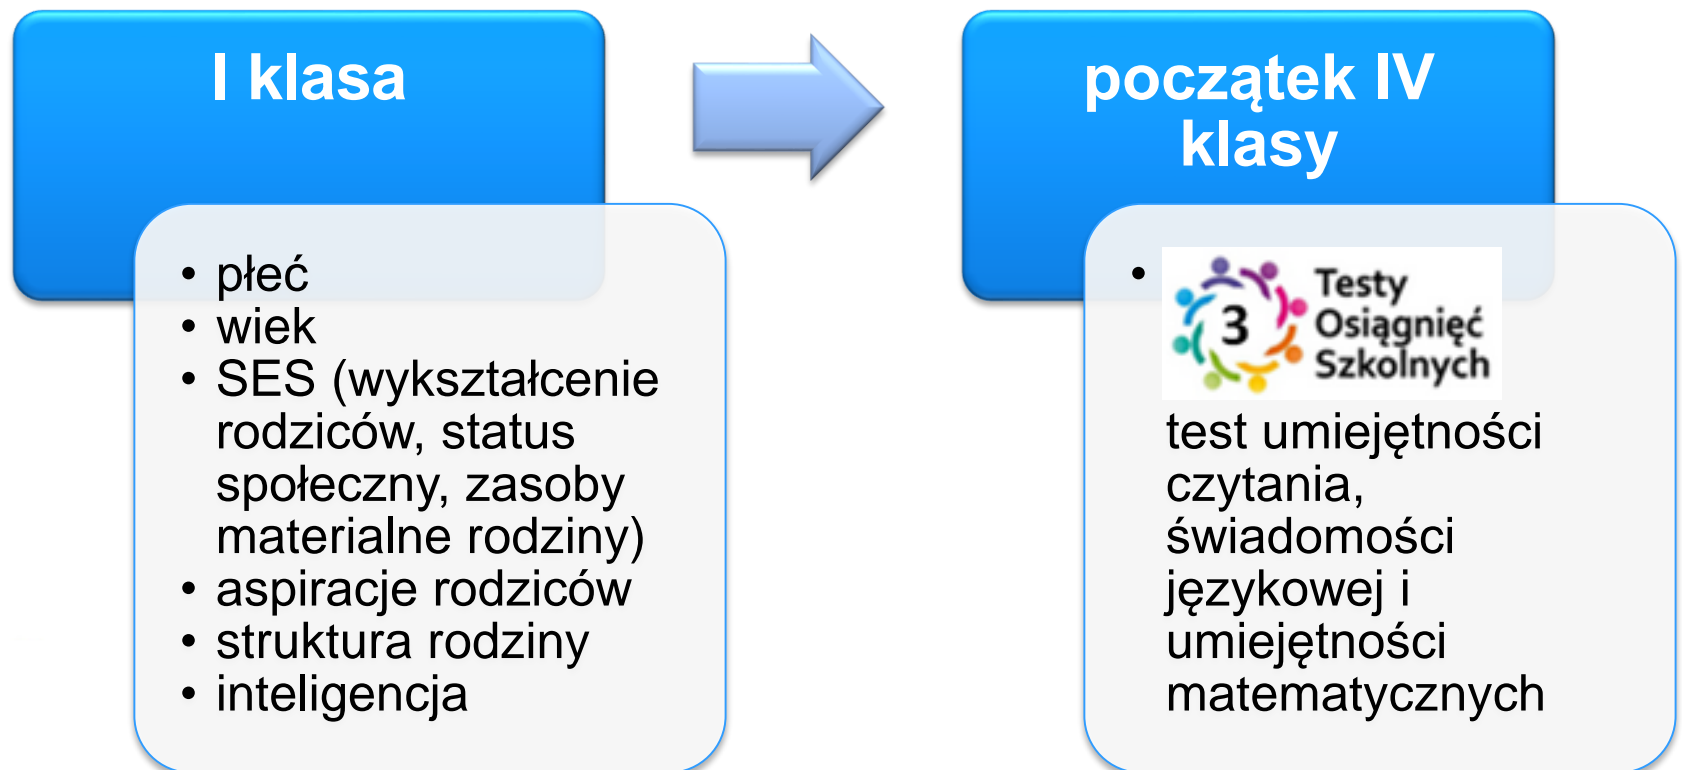 I klasa
• płeć
• wiek
• SES (wykształcenie
rodziców, status
społeczny, zasoby
materialne rodziny)
• aspiracje rodziców
• struktura rodziny
• inteligencja
początek IV
klasy
•
3
Testy
Osiągnięć
Szkolnych
test umiejętności
czytania,
świadomości
językowej i
umiejętności
matematycznych